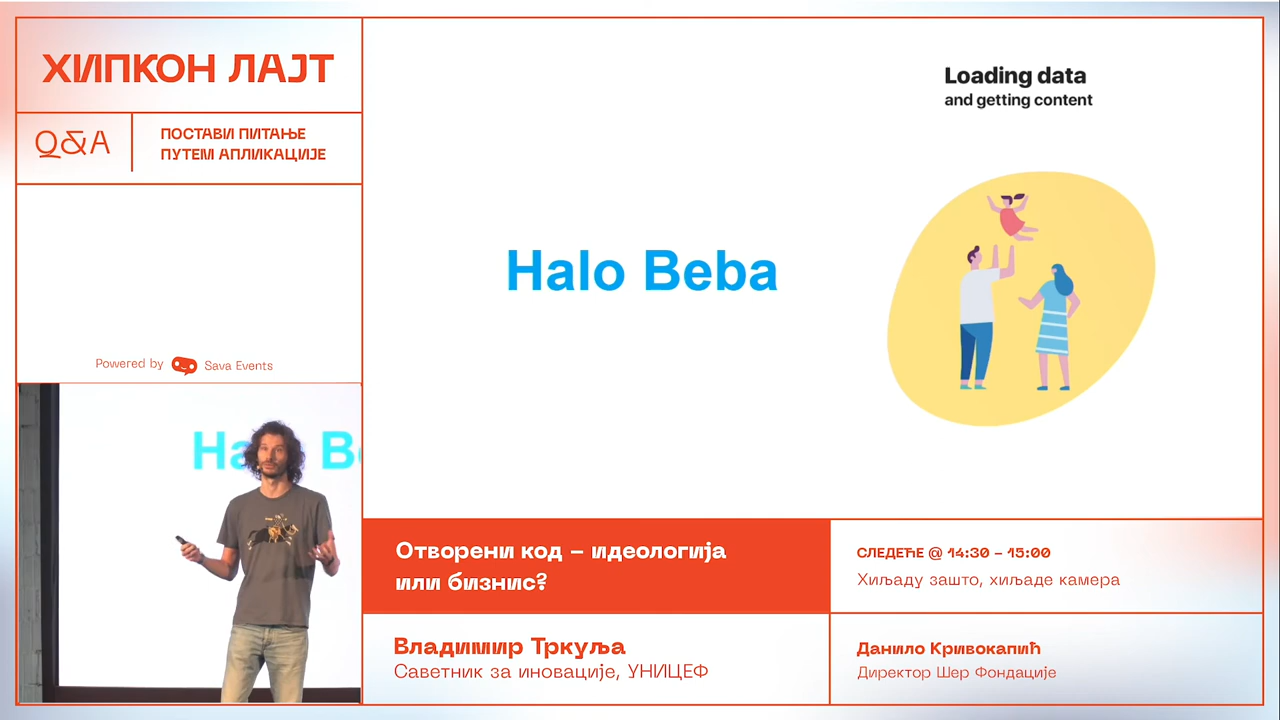 ХИПКОН ЛАЈТ
Q&A
ПОСТАВИ ПИТАЊЕ
ПУТЕМ АПЛИКАЦИЈЕ
Powered by Sava Events
Loading data
and getting content
Halo Beba
Ha Be
Отворени код – идеологија
или бизнис?
Владимир Тркуља
Саветник за иновације, УНИЦЕФ
СЛЕДЕЋЕ @ 14:30 – 15:00
Хиљаду зашто, хиљаде камера
Данило Кривокапић
Директор Шер Фондације